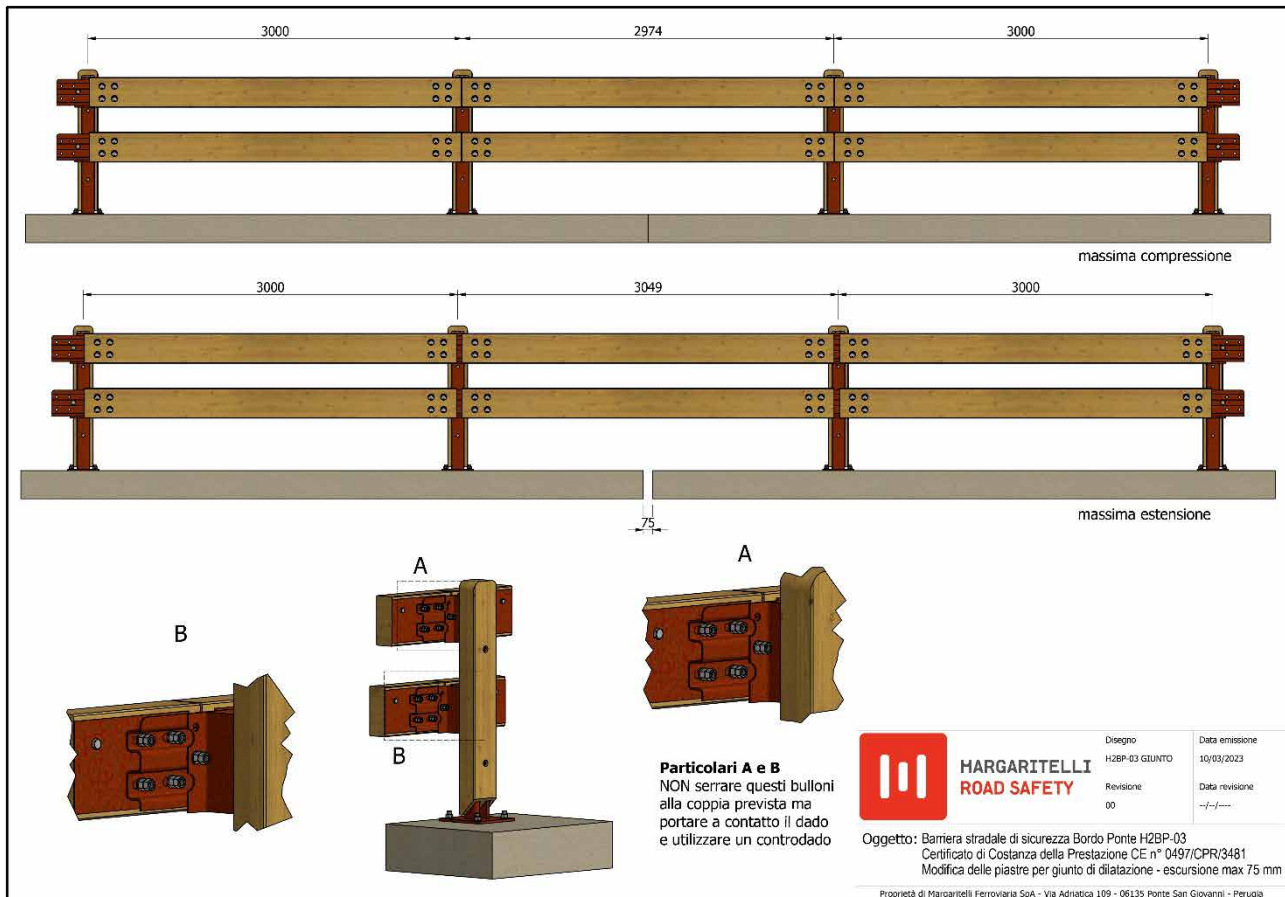 3000
2974
3000
massima compressione
3000
3049
3000
massima estensione
75
A
B
A
B
Particolari A e B
NON serrare questi bulloni
alla coppia prevista ma
portare a contatto il dado
e utilizzare un controdado
MARGARITELLI
ROAD SAFETY
Disegno
H2BP-03 GIUNTO
Data emissione
10/03/2023
Revisione
00
Data revisione
--/--/----
Oggetto: Barriera stradale di sicurezza Bordo Ponte H2BP-03
Certificato di Costanza della Prestazione CE n° 0497/CPR/3481
Modifica delle piastre per giunto di dilatazione - escursione max 75 mm
Proprietà di Margaritelli Ferroviaria SpA - Via Adriatica 109 - 06135 Ponte San Giovanni - Perugia